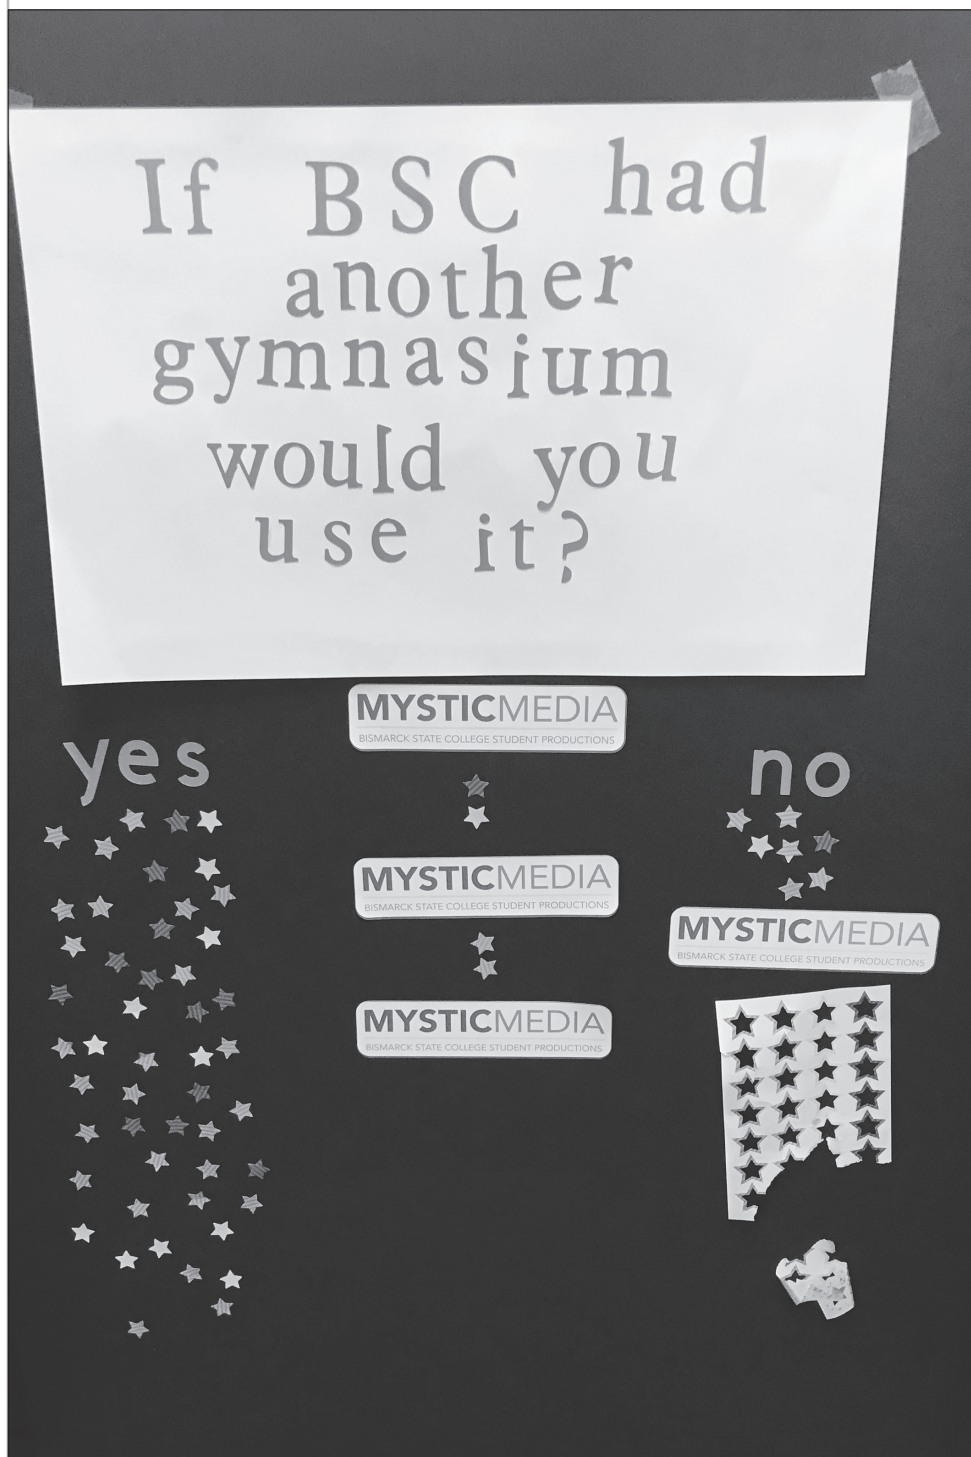 If BSC had
another
gymnasium
would you
use it?
MYSTICMEDIA
BISMARCK STATE COLLEGE STUDENT PRODUCTIONS
yes
no
MYSTICMEDIA
BISMARCK STATE COLLEGE STUDENT PRODUCTIONS
MYSTICMEDIA
BISMARCK STATE COLLEGE STUDENT PRODUCTIONS
MYSTICMEDIA
BISMARCK STATE COLLEGE STUDENT PRODUCTIONS